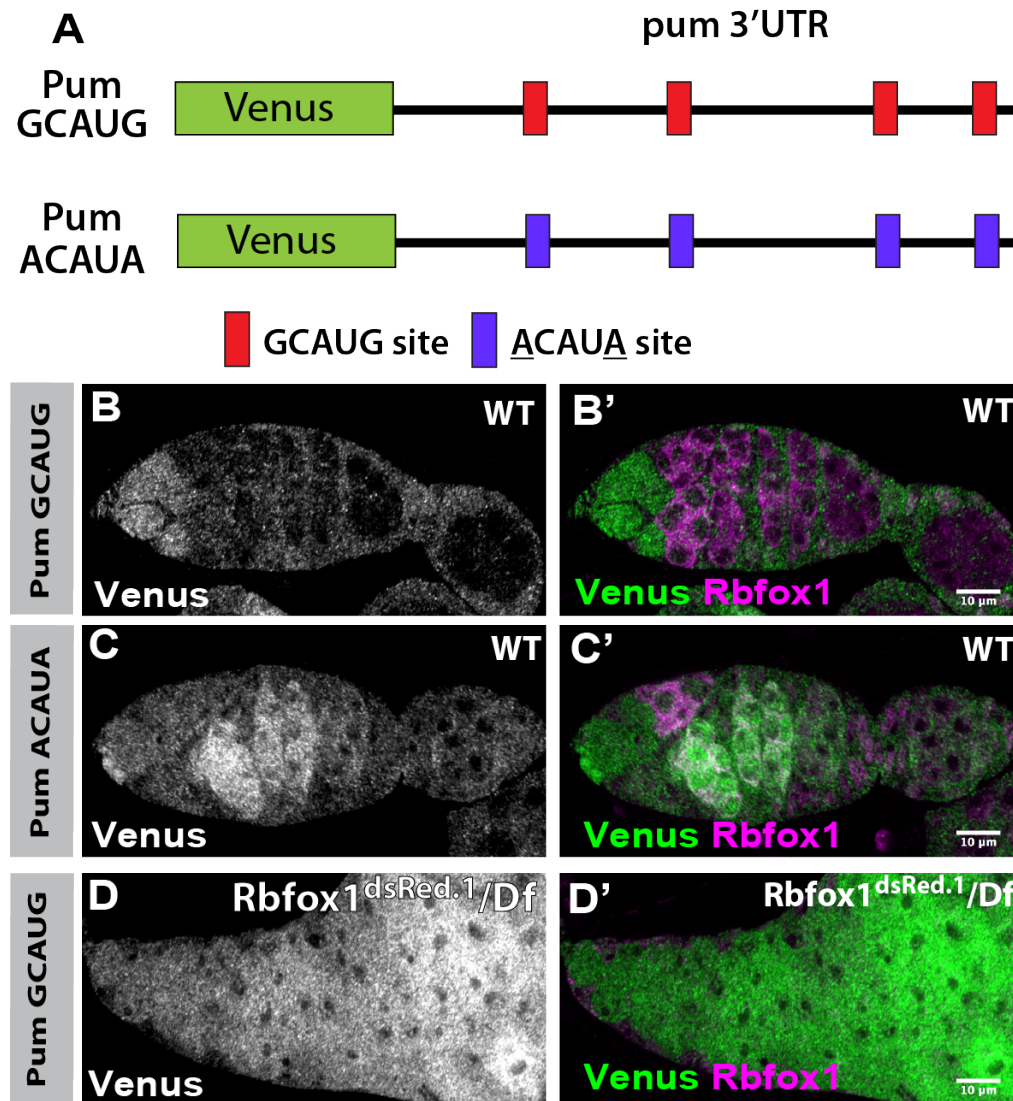 A
pum 3’UTR
Pum
GCAUG
Venus
Pum
ACAUA
Venus
GCAUG site
ACAUA site
Pum GCAUG
B
WT
Venus
B’
WT
Venus Rbfox1
10 µm
Pum ACAUA
C
WT
Venus
C’
WT
Venus Rbfox1
10 µm
Pum GCAUG
D
Rbfox1dsRed.1/Df
Venus
D’
Rbfox1dsRed.1/Df
Venus Rbfox1
10 µm